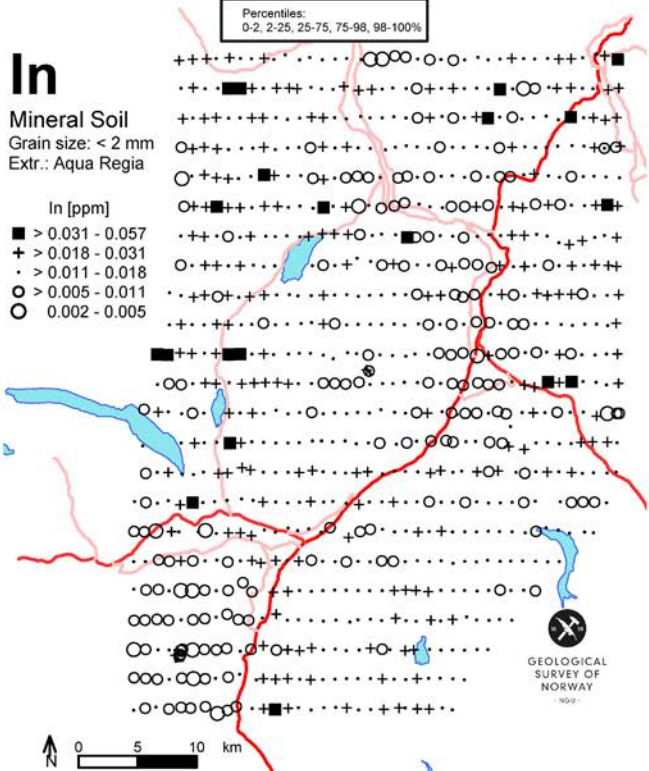 Percentiles:
0-2, 2-25, 25-75, 75-98, 98-100%
In
Mineral Soil
Grain size: < 2 mm
Extr.: Aqua Regia
In [ppm]
> 0.031 - 0.057
> 0.018 - 0.031
> 0.011 - 0.018
> 0.005 - 0.011
0.002 - 0.005
GEOLOGICAL
SURVEY OF
NORWAY
- NGU -
N
0 5 10 km